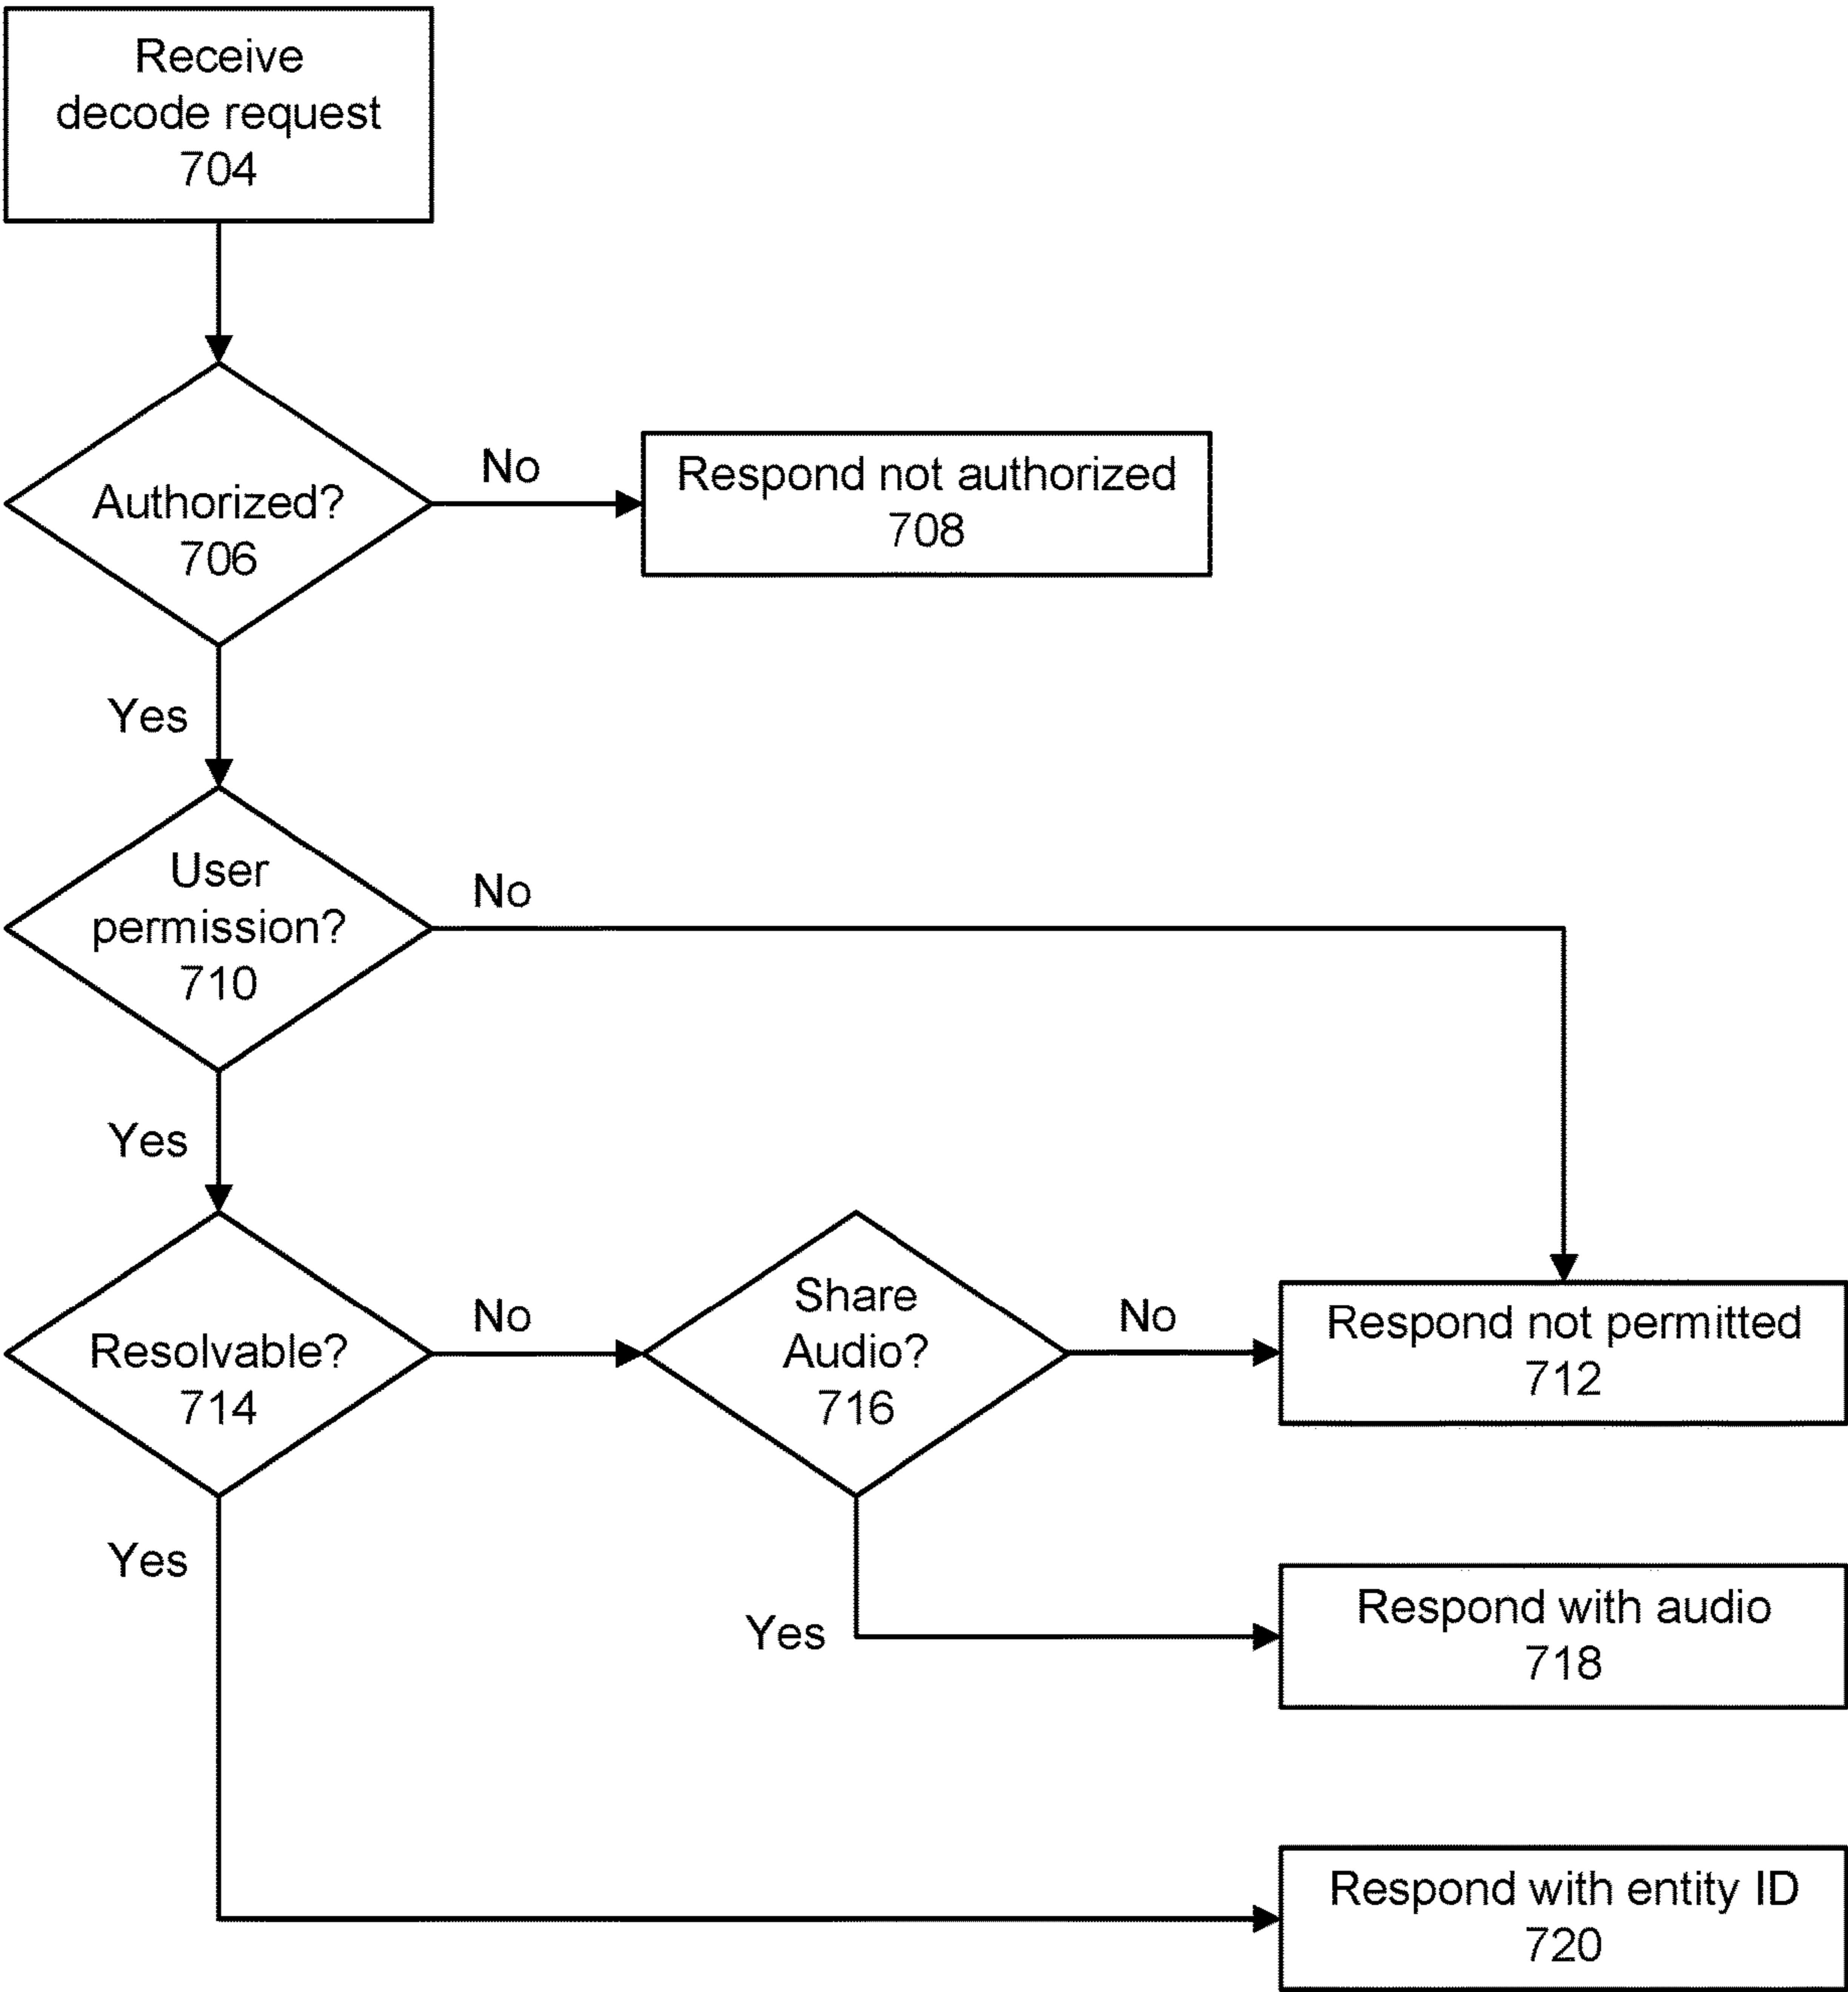 Receive
decode request
704
Authorized?
706
No
Respond not authorized
708
Yes
User
permission?
710
No
Yes
Resolvable?
714
No
Share
Audio?
716
No
Respond not permitted
712
Yes
Yes
Respond with audio
718
Respond with entity ID
720